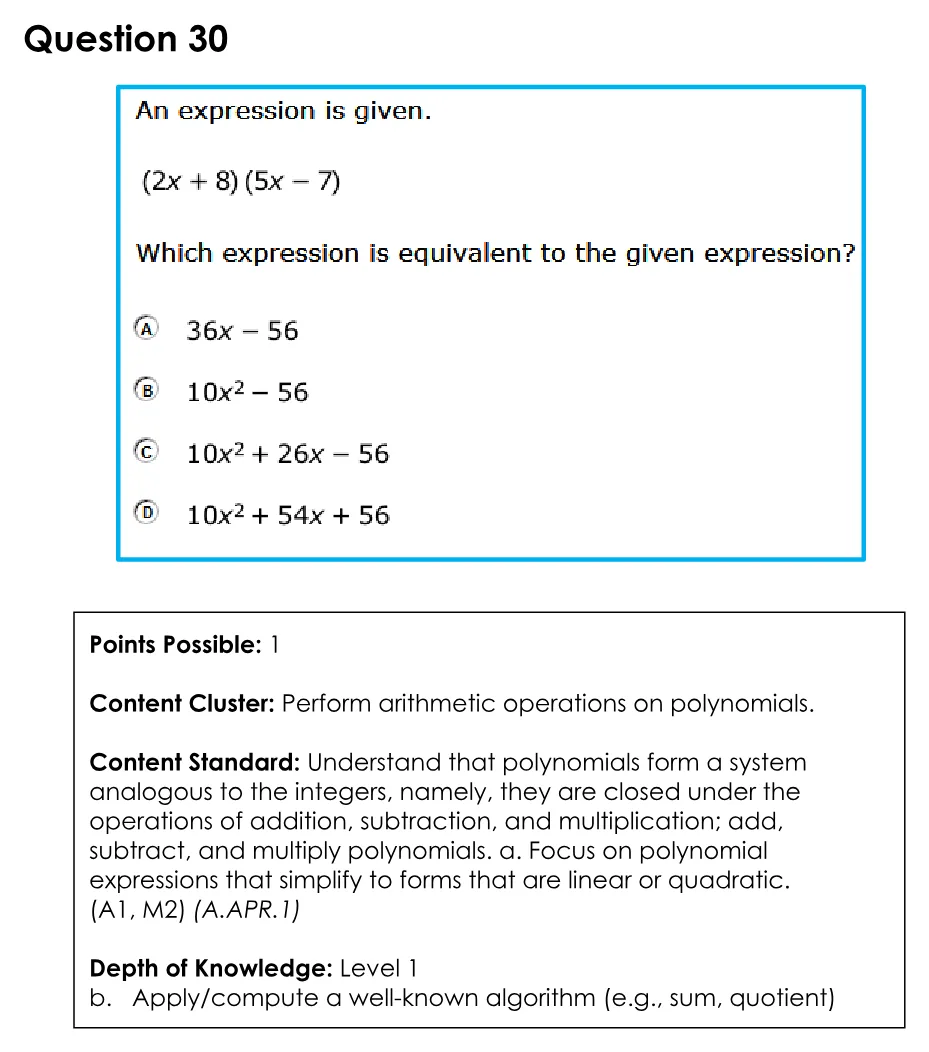 Question 30
An expression is given.
(2x + 8) (5x − 7)
Which expression is equivalent to the given expression?
Ⓐ 36x − 56
Ⓑ 10x² − 56
Ⓒ 10x² + 26x − 56
Ⓓ 10x² + 54x + 56
Points Possible: 1
Content Cluster: Perform arithmetic operations on polynomials.
Content Standard: Understand that polynomials form a system
analogous to the integers, namely, they are closed under the
operations of addition, subtraction, and multiplication; add,
subtract, and multiply polynomials. a. Focus on polynomial
expressions that simplify to forms that are linear or quadratic.
(A1, M2) (A.APR.1)
Depth of Knowledge: Level 1
b. Apply/compute a well-known algorithm (e.g., sum, quotient)